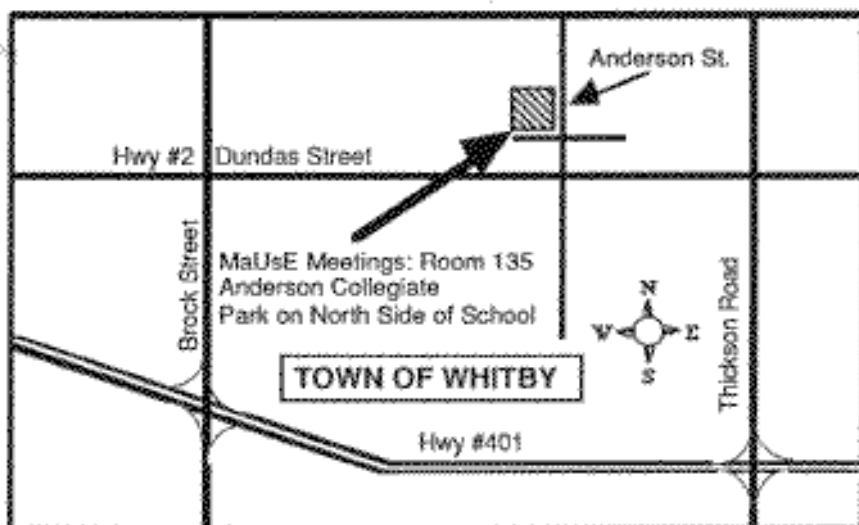 Anderson St.
Hwy #2 Dundas Street
Brock Street
MaUsE Meetings: Room 135
Anderson Collegiate
Park on North Side of School
N
W E
S
Thickson Road
TOWN OF WHITBY
Hwy #401